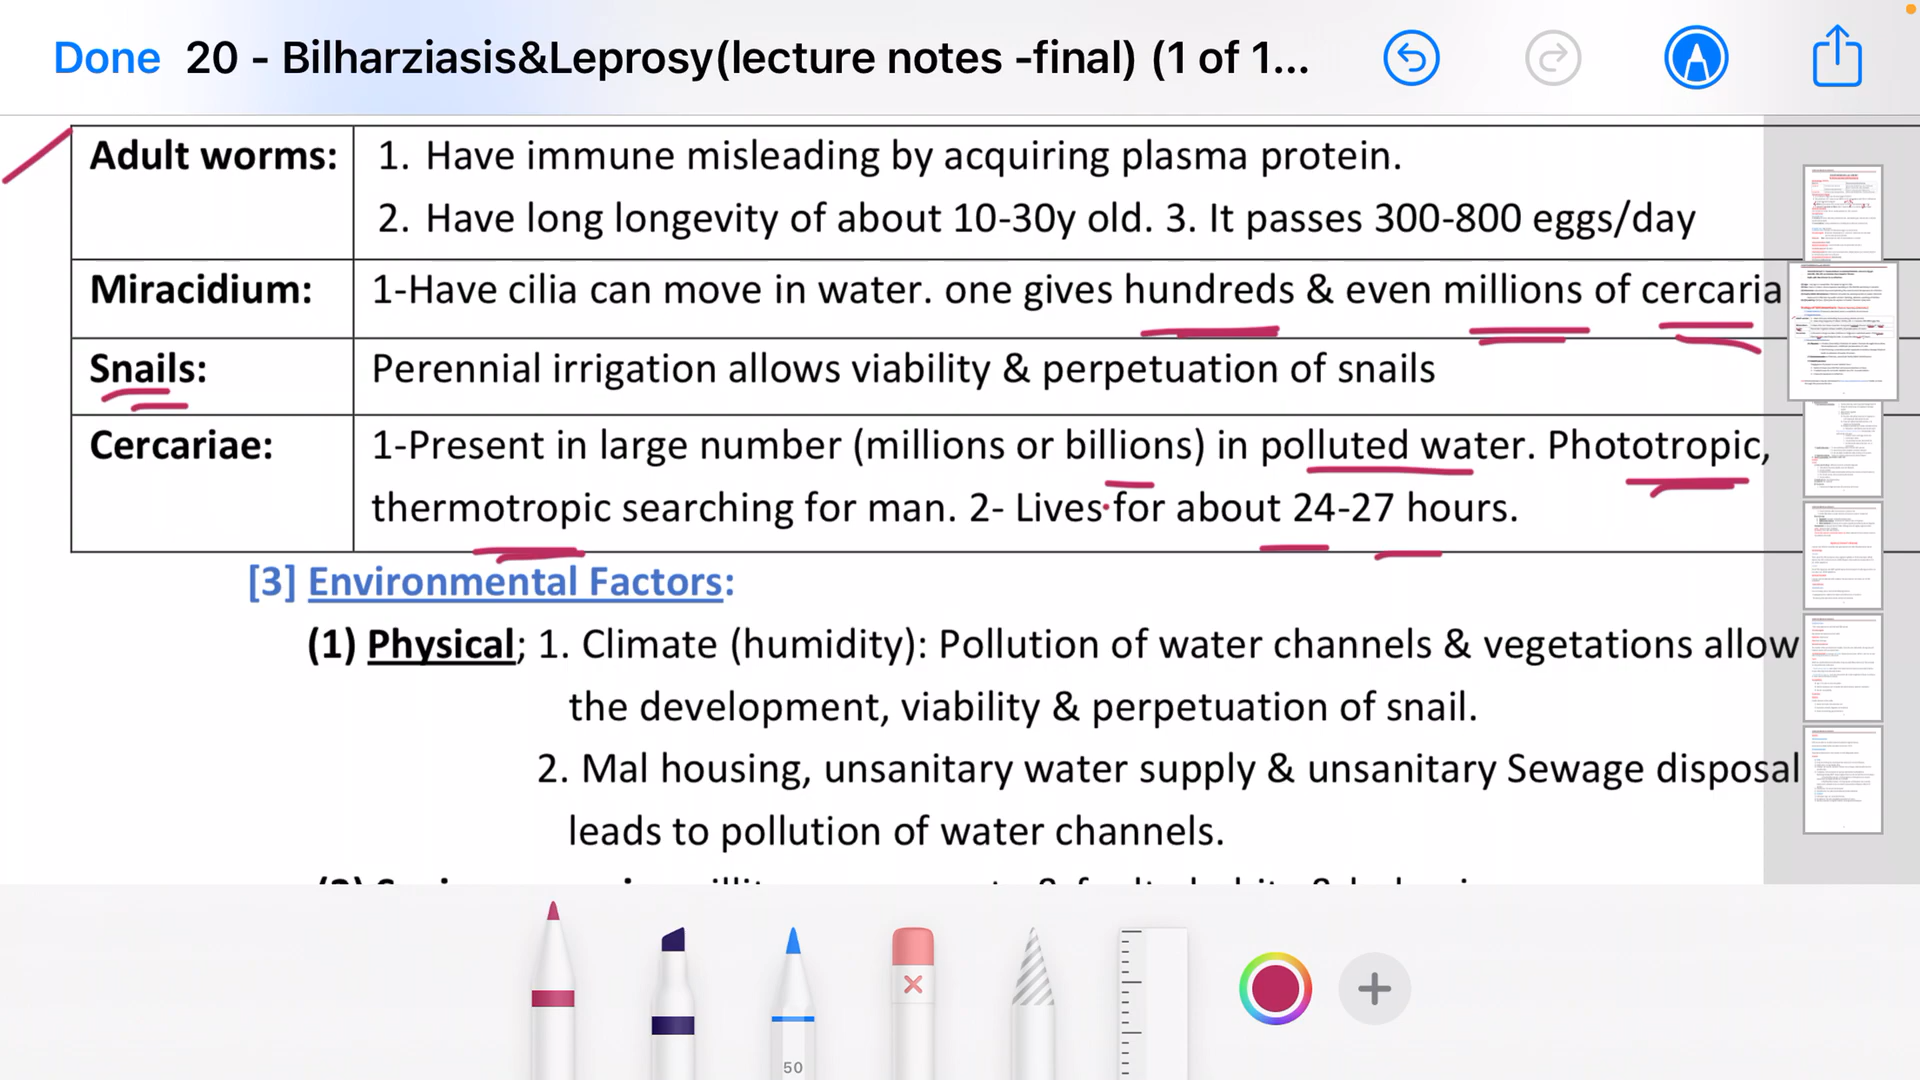 Done 20 - Bilharziasis&Leprosy(lecture notes -final) (1 of 1...
Adult worms: 1. Have immune misleading by acquiring plasma protein.
2. Have long longevity of about 10-30y old. 3. It passes 300-800 eggs/day
Miracidium: 1-Have cilia can move in water. one gives hundreds & even millions of cercaria
Snails: Perennial irrigation allows viability & perpetuation of snails
Cercariae: 1-Present in large number (millions or billions) in polluted water. Phototropic,
thermotropic searching for man. 2- Lives for about 24-27 hours.
[3] Environmental Factors:
(1) Physical; 1. Climate (humidity): Pollution of water channels & vegetations allow
the development, viability & perpetuation of snail.
2. Mal housing, unsanitary water supply & unsanitary Sewage disposal
leads to pollution of water channels.
50